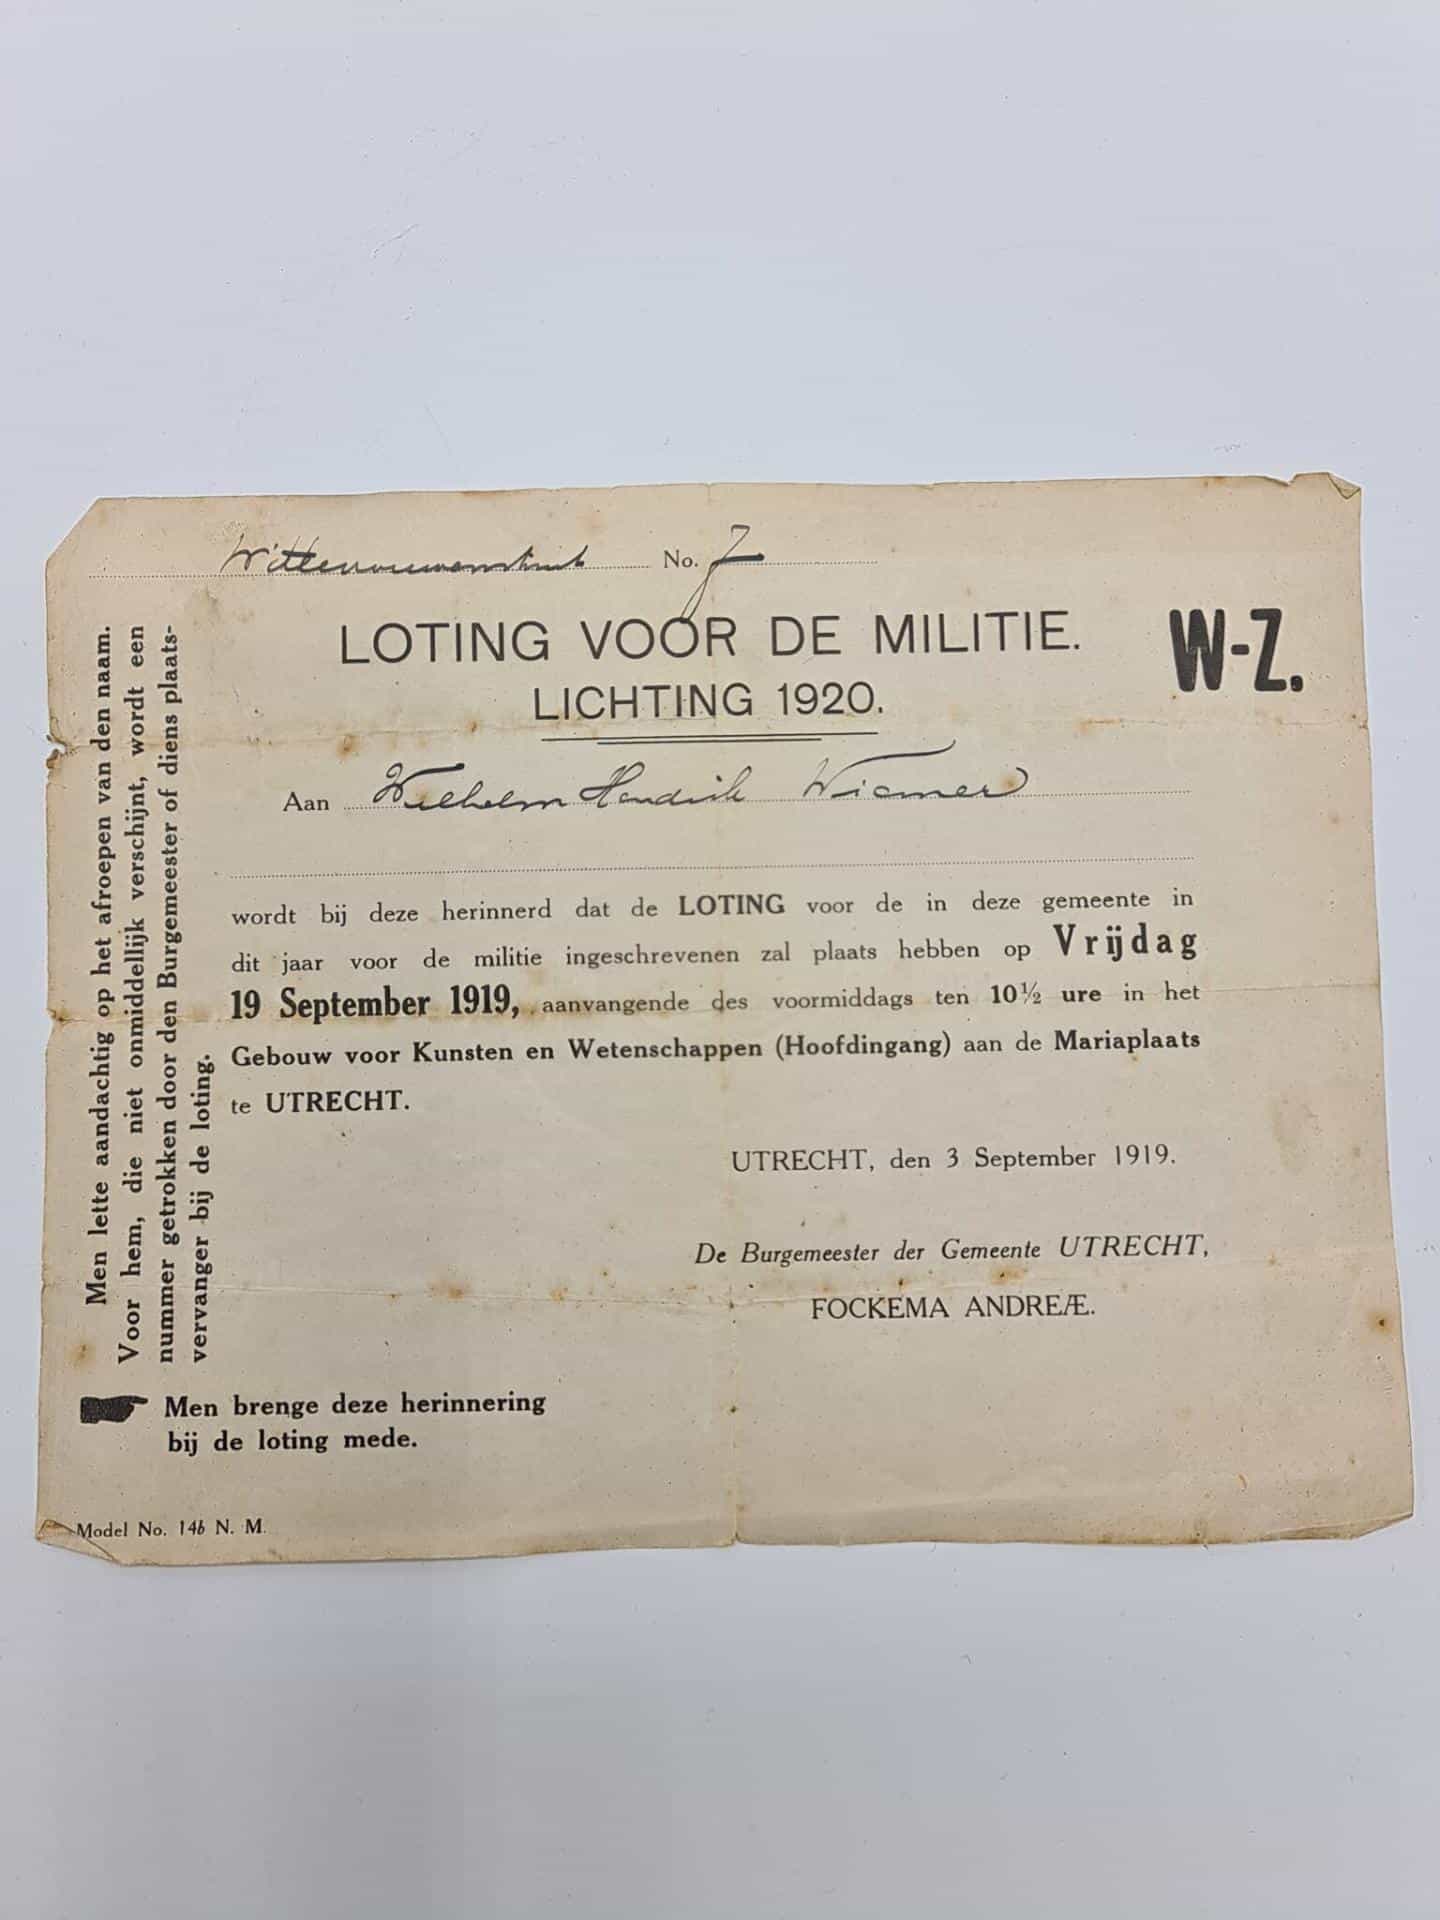 Wittevrouwenstraat No. 7
LOTING VOOR DE MILITIE.
LICHTING 1920.
W-Z.
Aan Wilhelm Hendrik Wiemer
wordt bij deze herinnerd dat de LOTING voor de in deze gemeente in
dit jaar voor de militie ingeschrevenen zal plaats hebben op Vrijdag
19 September 1919, aanvangende des voormiddags ten 10½ ure in het
Gebouw voor Kunsten en Wetenschappen (Hoofdingang) aan de Mariaplaats
te UTRECHT.
UTRECHT, den 3 September 1919.
De Burgemeester der Gemeente UTRECHT,
FOCKEMA ANDREÆ.
Men lette aandachtig op het afroepen van den naam.
Voor hem, die niet onmiddellijk verschijnt, wordt een
nummer getrokken door den Burgemeester of diens plaats-
vervanger bij de loting.
Men brenge deze herinnering
bij de loting mede.
Model No. 14b N. M.